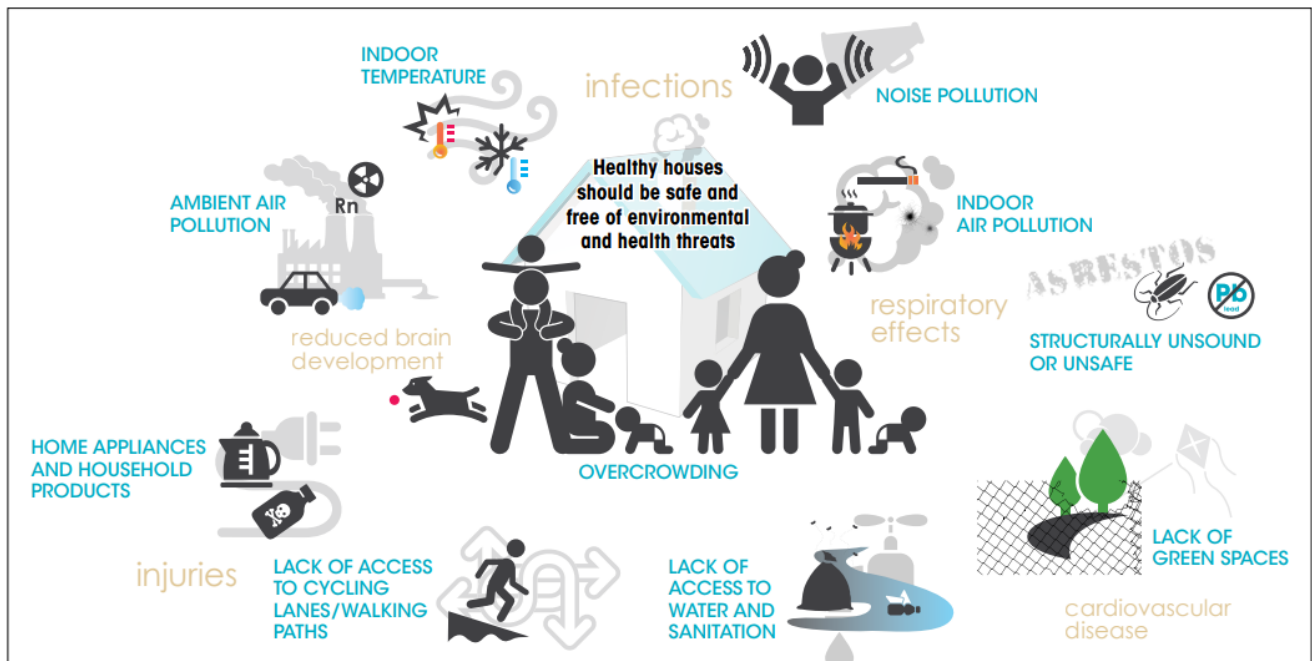 INDOOR
TEMPERATURE
infections
NOISE POLLUTION
Healthy houses
should be safe and
free of environmental
and health threats
AMBIENT AIR
POLLUTION
Rn
INDOOR
AIR POLLUTION
ASBESTOS
Pb
lead
respiratory
effects
STRUCTURALLY UNSOUND
OR UNSAFE
reduced brain
development
HOME APPLIANCES
AND HOUSEHOLD
PRODUCTS
OVERCROWDING
injuries
LACK OF ACCESS
TO CYCLING
LANES/WALKING
PATHS
LACK OF
ACCESS TO
WATER AND
SANITATION
LACK OF
GREEN SPACES
cardiovascular
disease